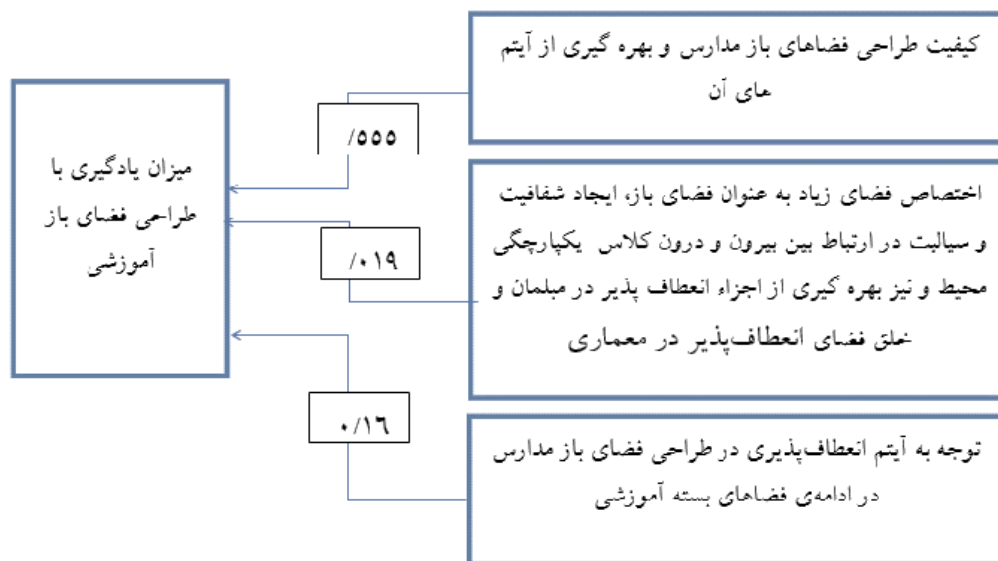 کیفیت طراحی فضاهای باز مدارس و بهره گیری از آیتم
های آن
/۵۵۵
میزان یادگیری با
طراحی فضای باز
آموزشی
اختصاص فضای زیاد به عنوان فضای باز، ایجاد شفافیت
و سیالیت در ارتباط بین بیرون و درون کلاس یکپارچگی
محیط و نیز بهره گیری از اجزاء انعطاف پذیر در مبلمان و
خلق فضای انعطاف‌پذیر در معماری
/۰۱۹
۰/۱۶
توجه به آیتم انعطاف‌پذیری در طراحی فضای باز مدارس
در ادامه‌ی فضاهای بسته آموزشی